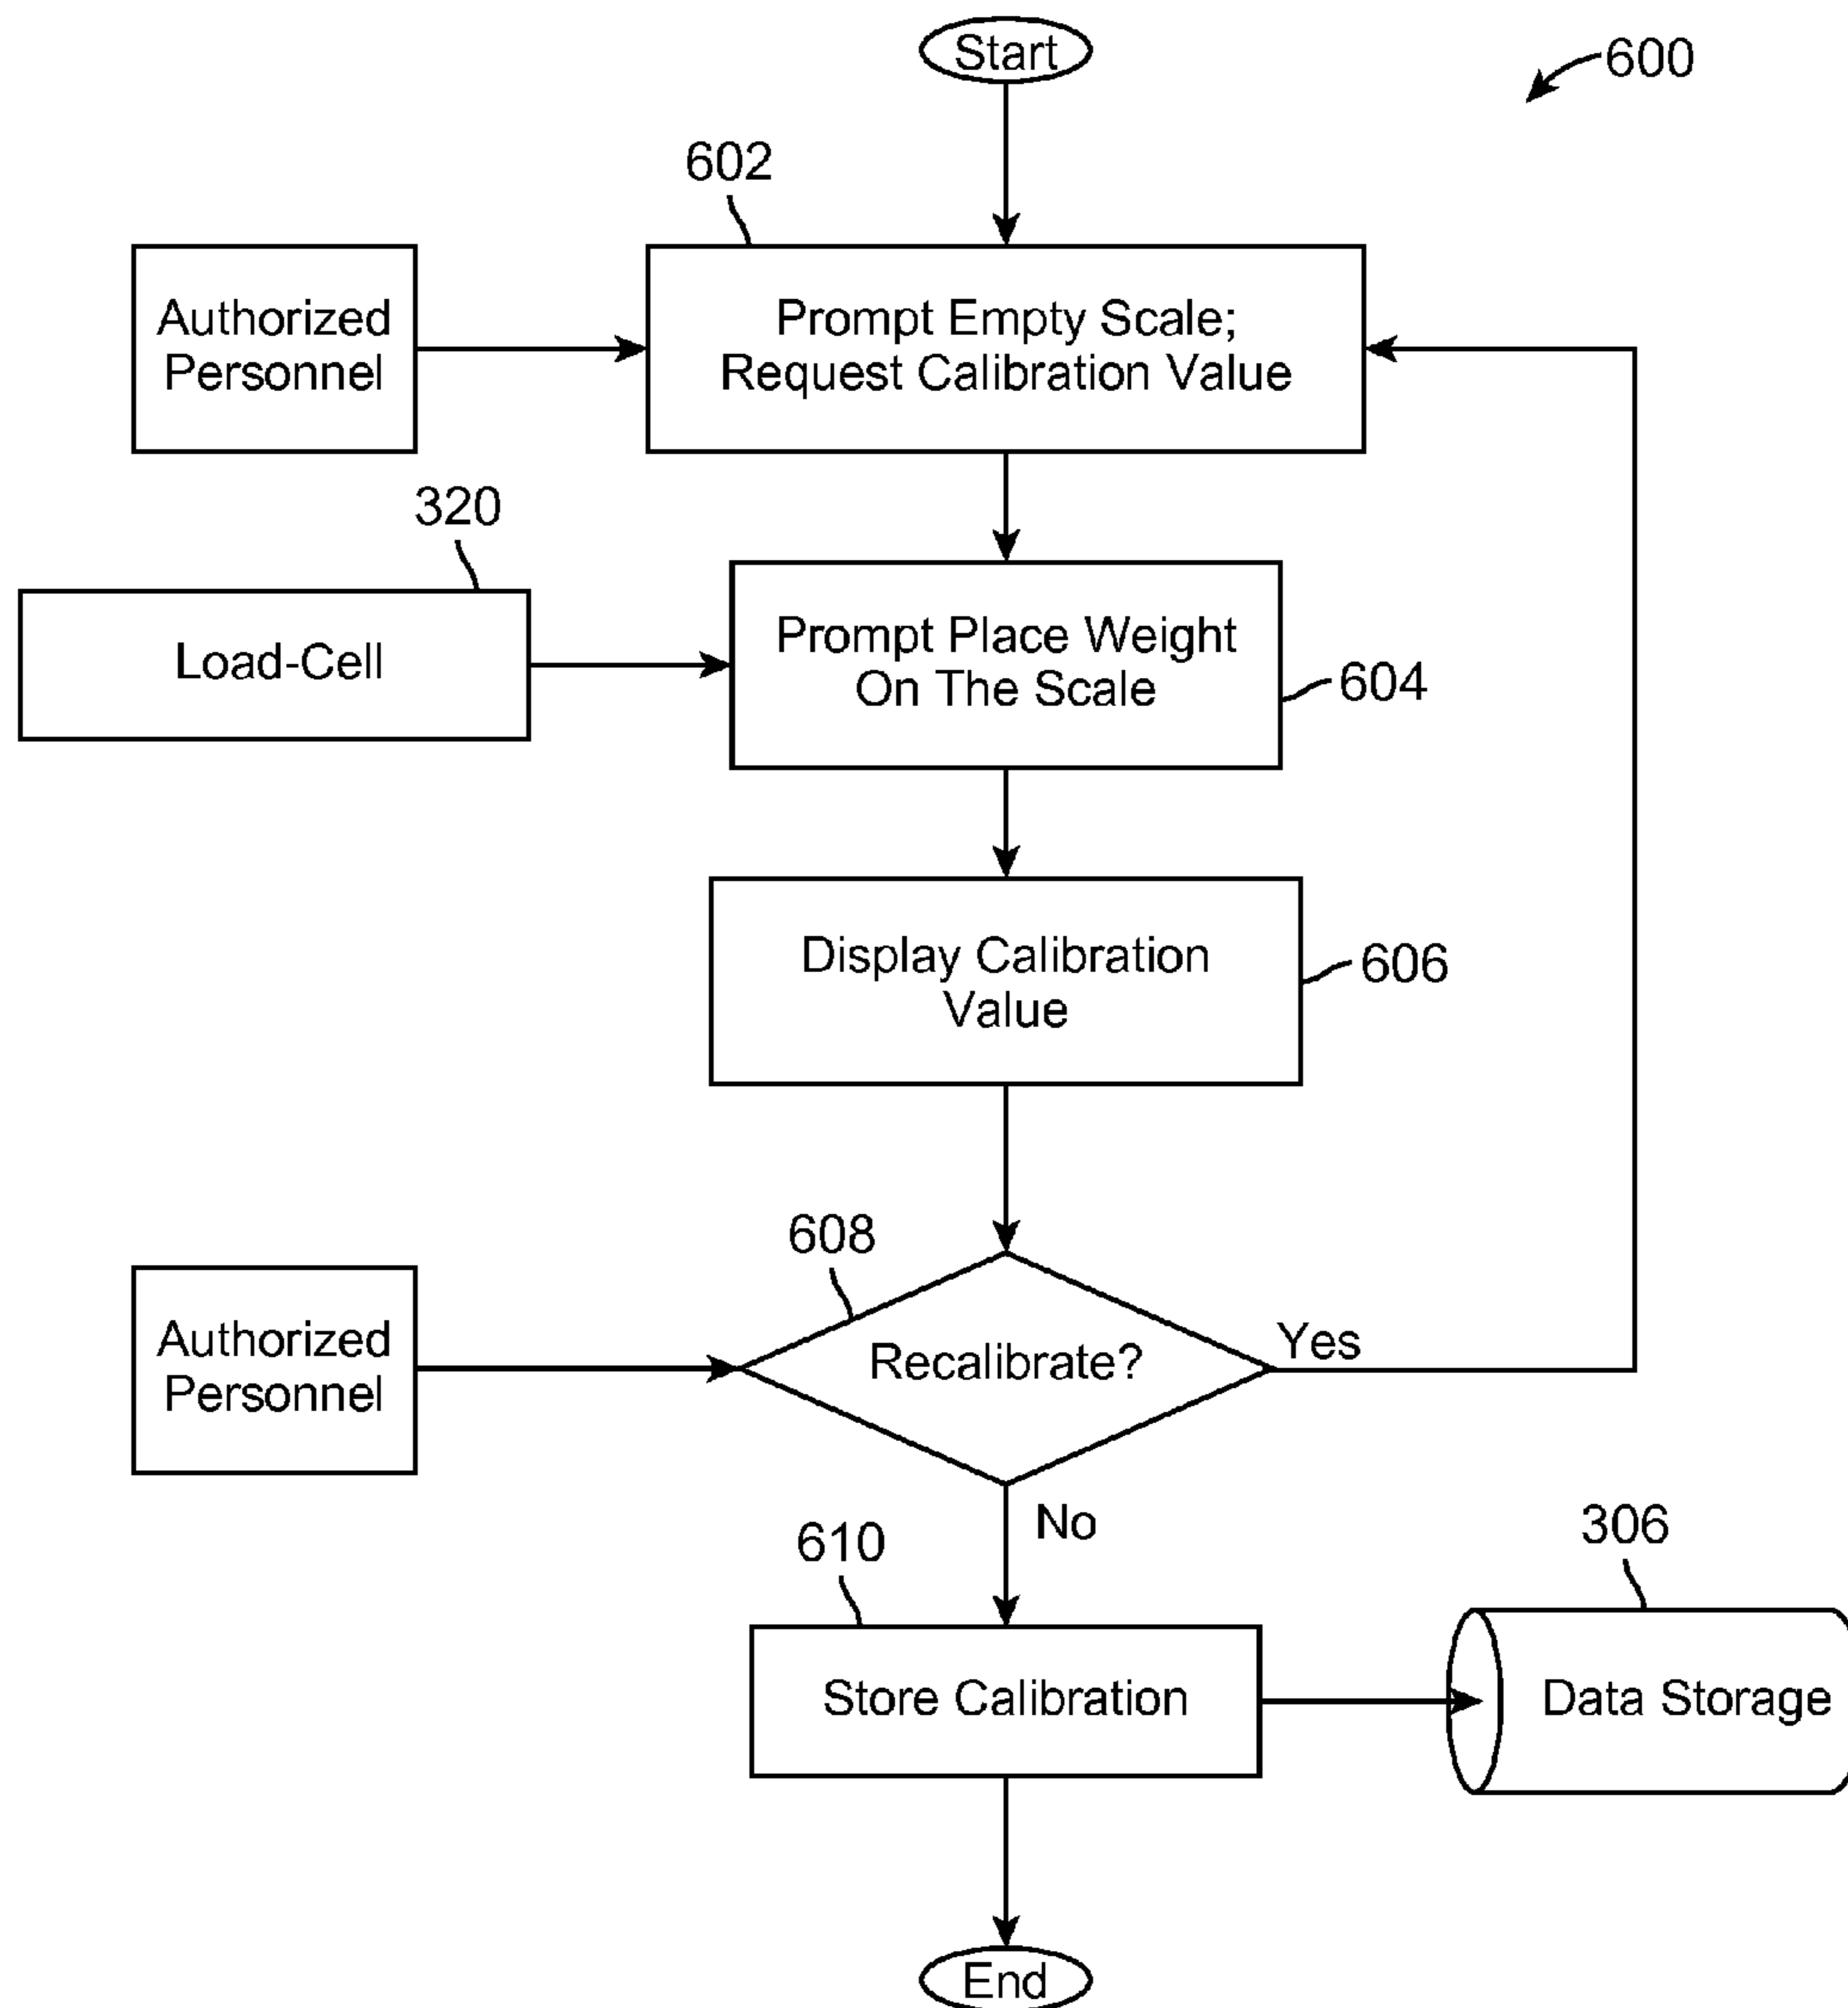 Start
600
602
Authorized
Personnel
Prompt Empty Scale;
Request Calibration Value
320
Load-Cell
Prompt Place Weight
On The Scale
604
Display Calibration
Value
606
608
Authorized
Personnel
Recalibrate?
Yes
No
610
306
Store Calibration
Data Storage
End